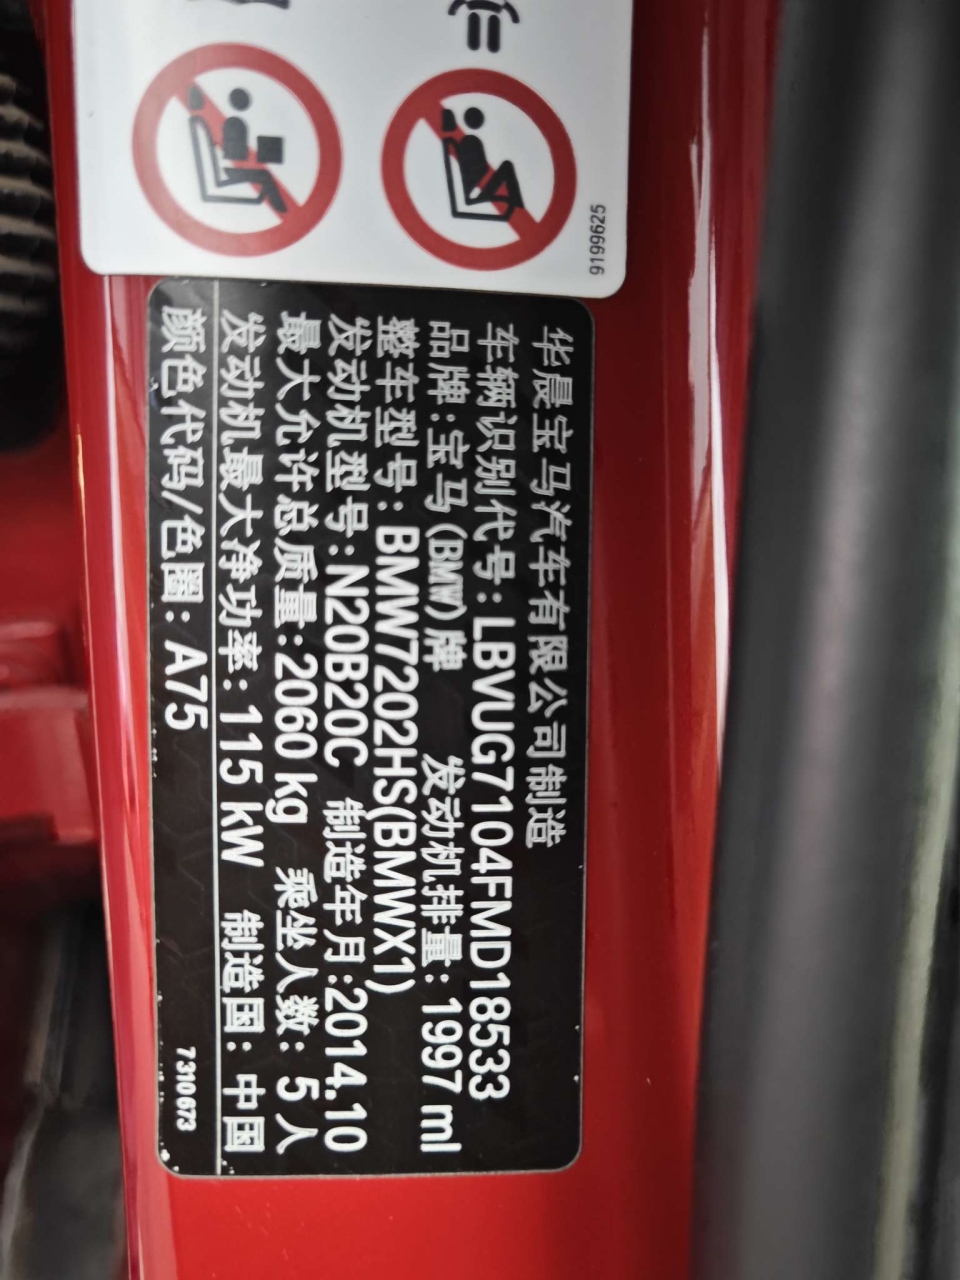 9199625
华晨宝马汽车有限公司制造
车辆识别代号：LBVUG7104FMD18533
品牌：宝马(BMW)牌 发动机排量：1997 ml
整车型号：BMW7202HS(BMWX1)
发动机型号：N20B20C 制造年月：2014.10
最大允许总质量：2060 kg 乘坐人数：5人
发动机最大净功率：115 kW 制造国：中国
颜色代码/色圈：A75
7310673